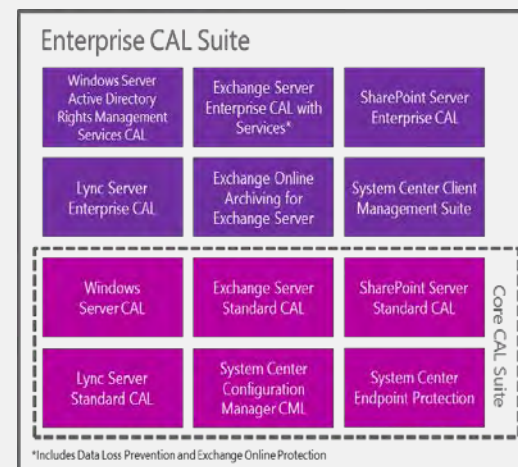 Enterprise CAL Suite
Windows Server
Active Directory
Rights Management
Services CAL
Exchange Server
Enterprise CAL with
Services*
SharePoint Server
Enterprise CAL
Lync Server
Enterprise CAL
Exchange Online
Archiving for
Exchange Server
System Center Client
Management Suite
Windows
Server CAL
Exchange Server
Standard CAL
SharePoint Server
Standard CAL
Lync Server
Standard CAL
System Center
Configuration
Manager CML
System Center
Endpoint Protection
Core CAL Suite
*Includes Data Loss Prevention and Exchange Online Protection